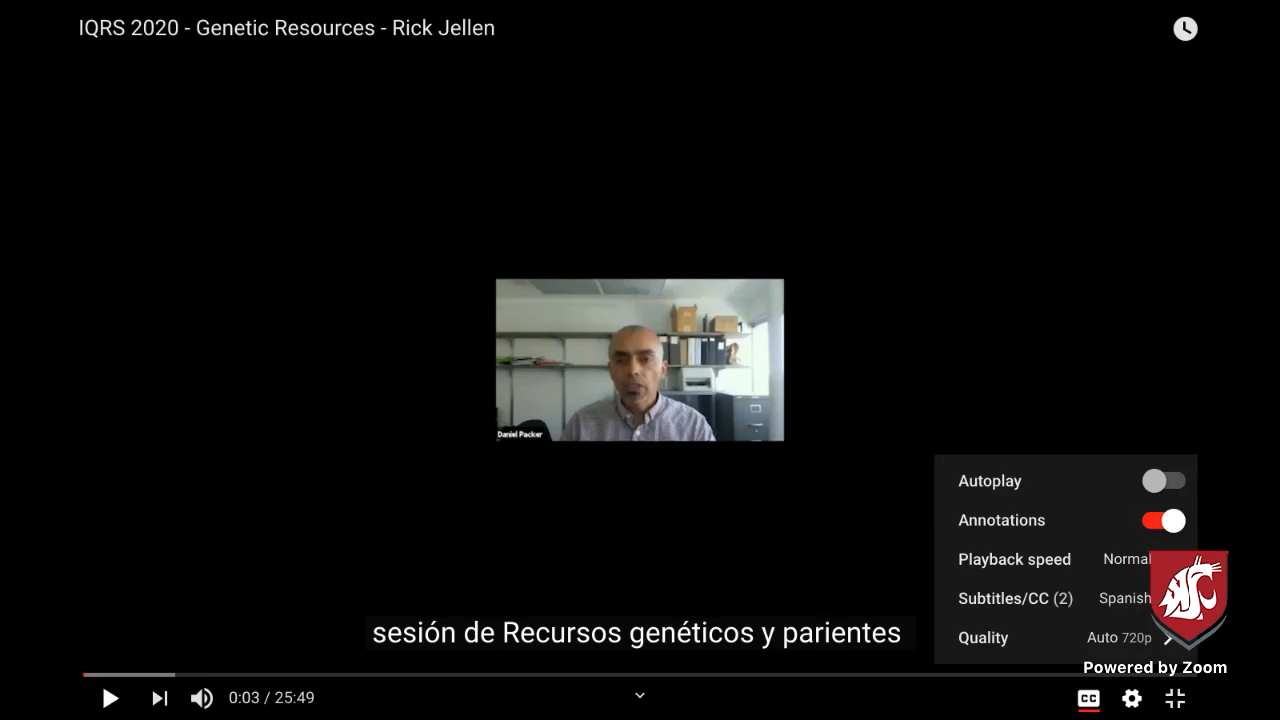 IQRS 2020 - Genetic Resources - Rick Jellen
Daniel Packer
Autoplay
Annotations
Playback speed Normal
Subtitles/CC (2) Spanish
Quality Auto 720p
sesión de Recursos genéticos y parientes
Powered by Zoom
0:03 / 25:49
CC